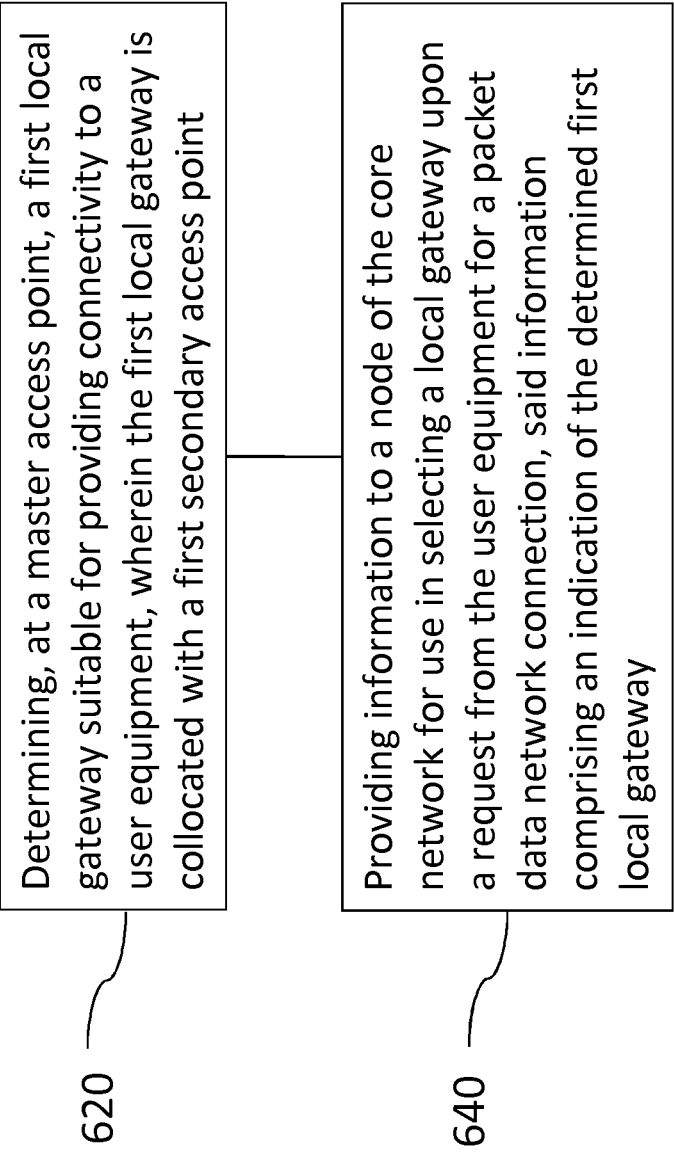 Determining, at a master access point, a first local
gateway suitable for providing connectivity to a
user equipment, wherein the first local gateway is
collocated with a first secondary access point
620
Providing information to a node of the core
network for use in selecting a local gateway upon
a request from the user equipment for a packet
data network connection, said information
comprising an indication of the determined first
local gateway
640